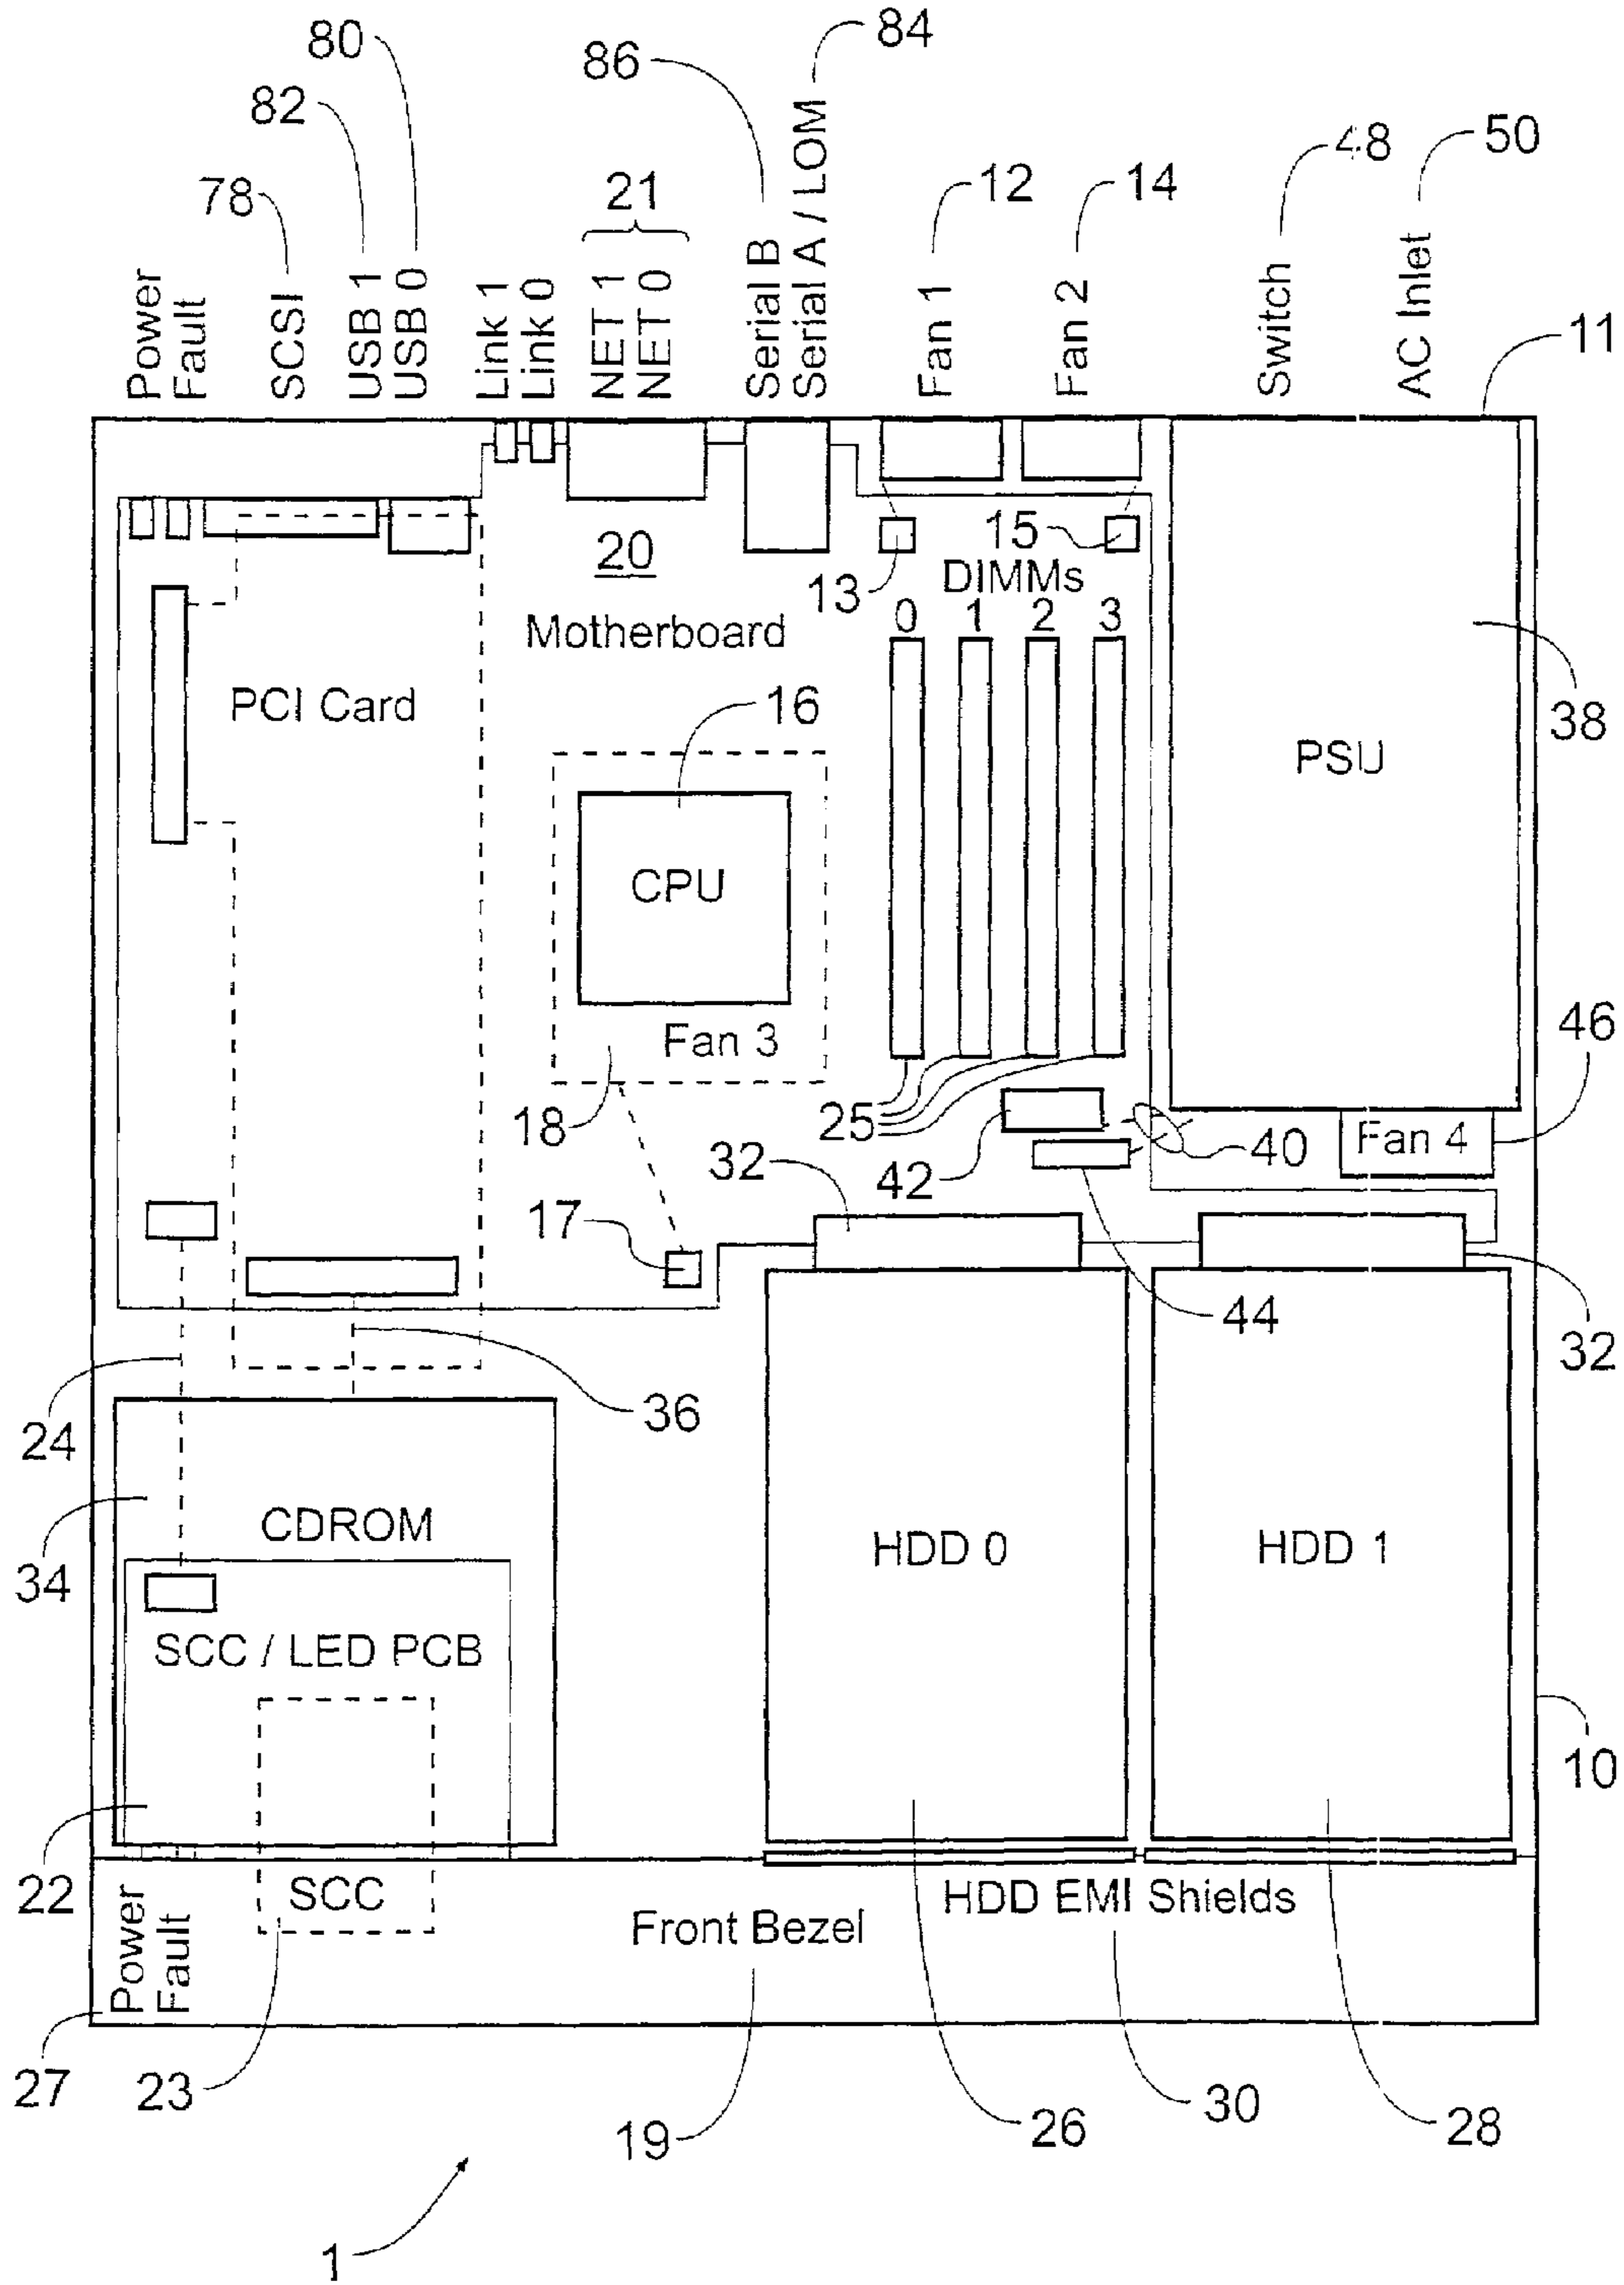 80
84
86
82
48
50
78
21
12
14
Power
Fault
SCSI
USB 1
USB 0
Link 1
Link 0
NET 1
NET 0
Serial B
Serial A / LOM
Fan 1
Fan 2
Switch
AC Inlet
11
20
15
13
DIMMs
0 1 2 3
Motherboard
PCI Card
16
38
PSU
CPU
Fan 3
46
18
25
42
40
Fan 4
32
17
44
32
24
36
CDROM
HDD 0
HDD 1
34
SCC / LED PCB
10
22
SCC
HDD EMI Shields
Front Bezel
Power
Fault
27
23
19
26
30
28
1